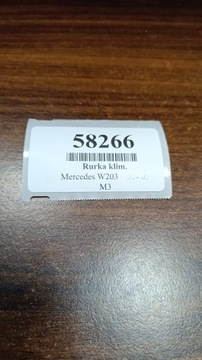 58266
Rurka klim.
Mercedes W203
M3